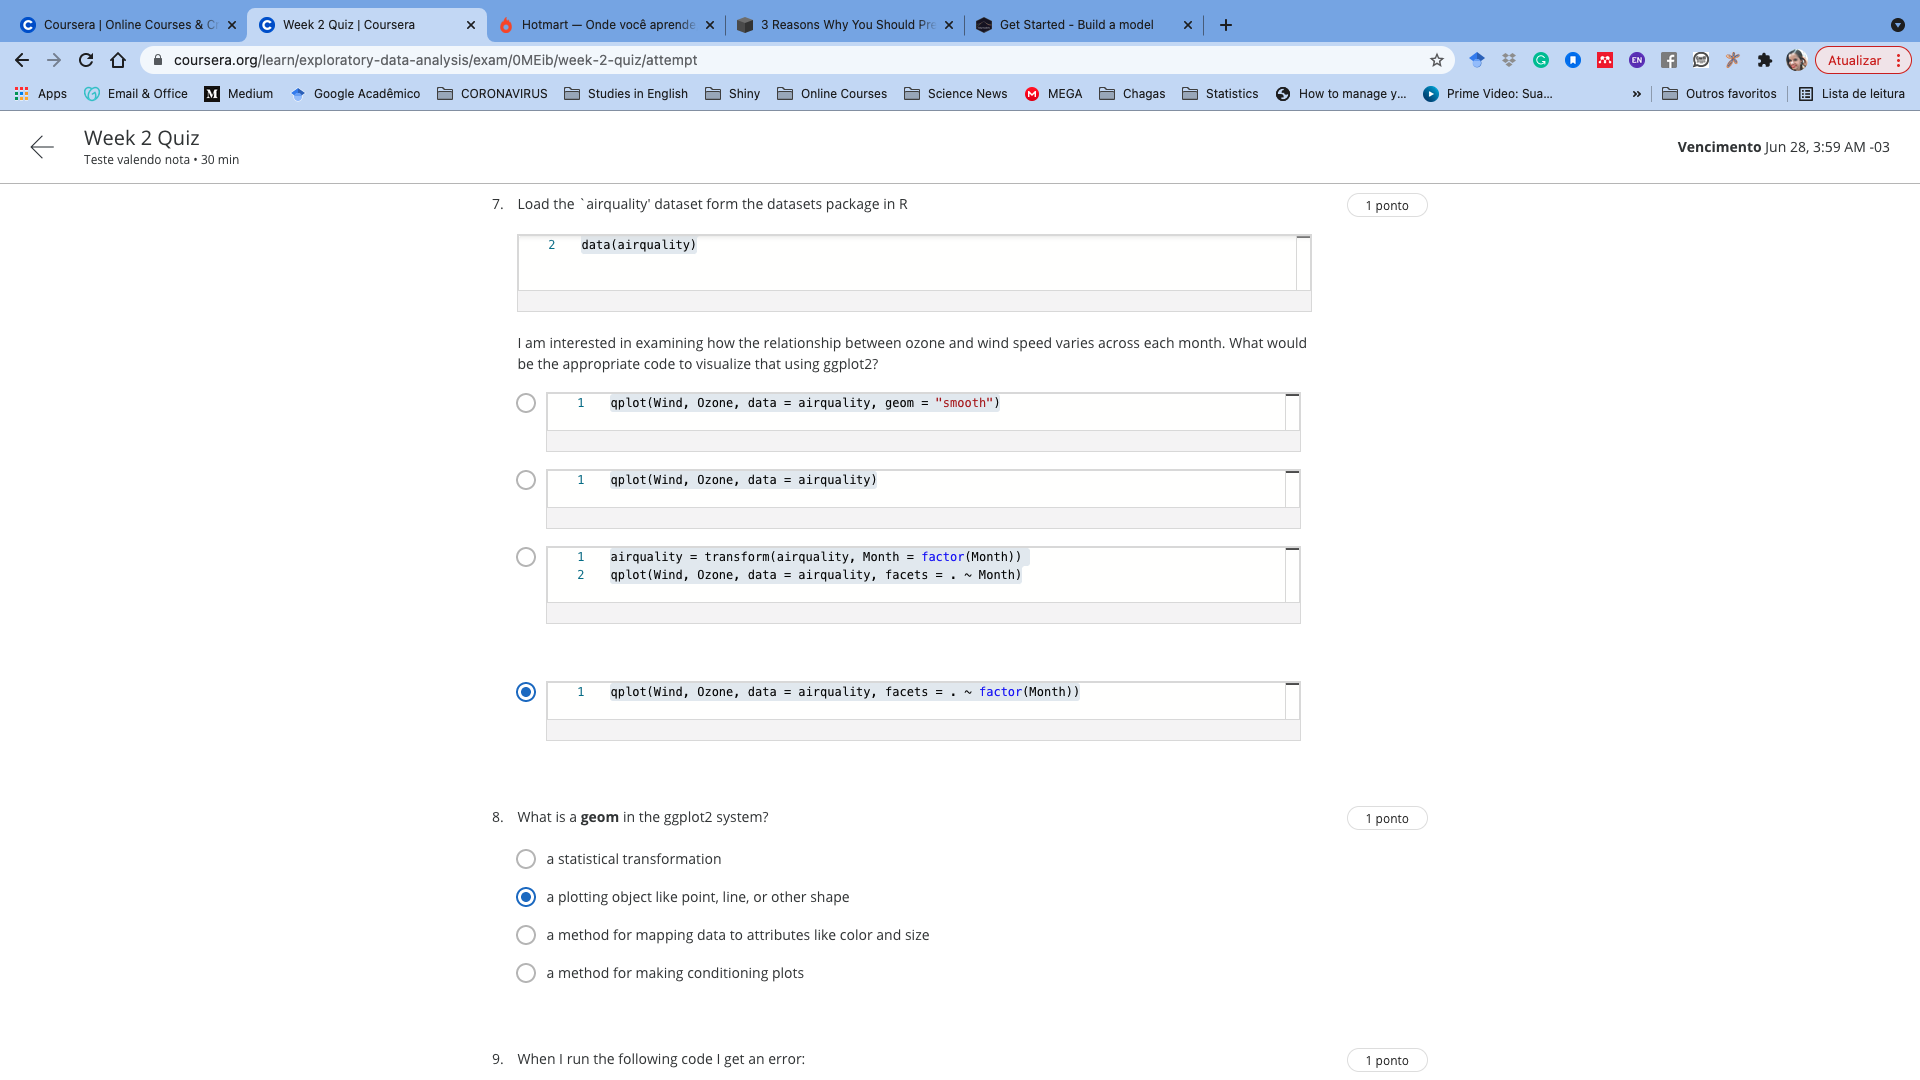 Coursera | Online Courses & C
Week 2 Quiz | Coursera
Hotmart — Onde você aprende
3 Reasons Why You Should Pre
Get Started - Build a model
coursera.org/learn/exploratory-data-analysis/exam/0MEib/week-2-quiz/attempt
EN
Atualizar
Apps
Email & Office
Medium
Google Acadêmico
CORONAVIRUS
Studies in English
Shiny
Online Courses
Science News
MEGA
Chagas
Statistics
How to manage y...
Prime Video: Sua...
»
Outros favoritos
Lista de leitura
Week 2 Quiz
Teste valendo nota • 30 min
Vencimento Jun 28, 3:59 AM -03
7. Load the `airquality' dataset form the datasets package in R
1 ponto
2 data(airquality)
I am interested in examining how the relationship between ozone and wind speed varies across each month. What would
be the appropriate code to visualize that using ggplot2?
1 qplot(Wind, Ozone, data = airquality, geom = "smooth")
1 qplot(Wind, Ozone, data = airquality)
1 airquality = transform(airquality, Month = factor(Month))
2 qplot(Wind, Ozone, data = airquality, facets = . ~ Month)
1 qplot(Wind, Ozone, data = airquality, facets = . ~ factor(Month))
8. What is a geom in the ggplot2 system?
1 ponto
a statistical transformation
a plotting object like point, line, or other shape
a method for mapping data to attributes like color and size
a method for making conditioning plots
9. When I run the following code I get an error:
1 ponto